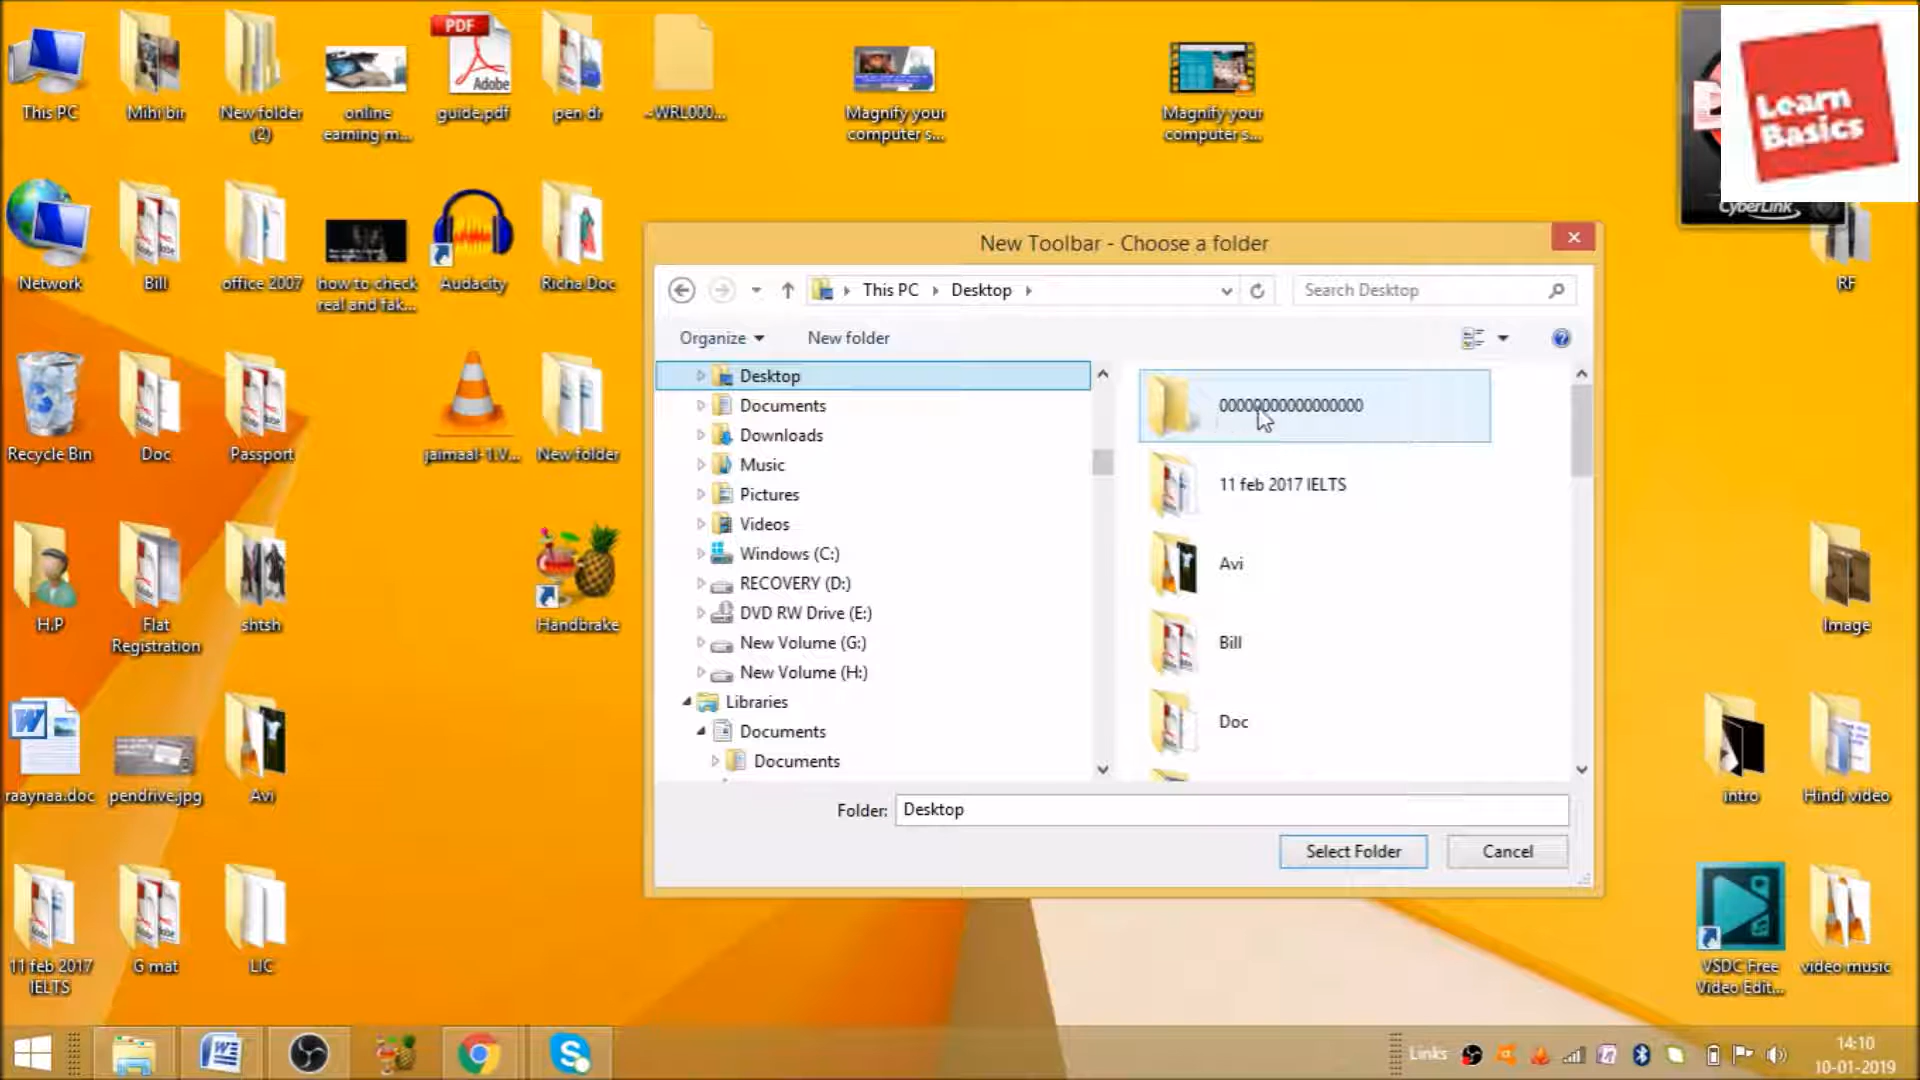 This PC
Mihir bir
New folder
(2)
online
earning m...
PDF
Adobe
guide.pdf
pen dr
~WRL000...
Magnify your
computer s...
Magnify your
computer s...
Learn
Basics
CyberLink
Network
Bill
office 2007
how to check
real and fak...
Audacity
Richa Doc
RF
New Toolbar - Choose a folder
This PC
Desktop
Search Desktop
Organize
New folder
Desktop
Documents
Downloads
Music
Pictures
Videos
Windows (C:)
RECOVERY (D:)
DVD RW Drive (E:)
New Volume (G:)
New Volume (H:)
Libraries
Documents
Documents
0000000000000000
11 feb 2017 IELTS
Avi
Bill
Doc
Folder:
Desktop
Select Folder
Cancel
Recycle Bin
Doc
Passport
jaimaal-1.V...
New folder
H.P
Flat
Registration
shtsh
Handbrake
Image
raaynaa.doc
pendrive.jpg
Avi
intro
Hindi video
11 feb 2017
IELTS
G mat
LIC
VSDC Free
Video Edit...
video music
Links
14:10
10-01-2019